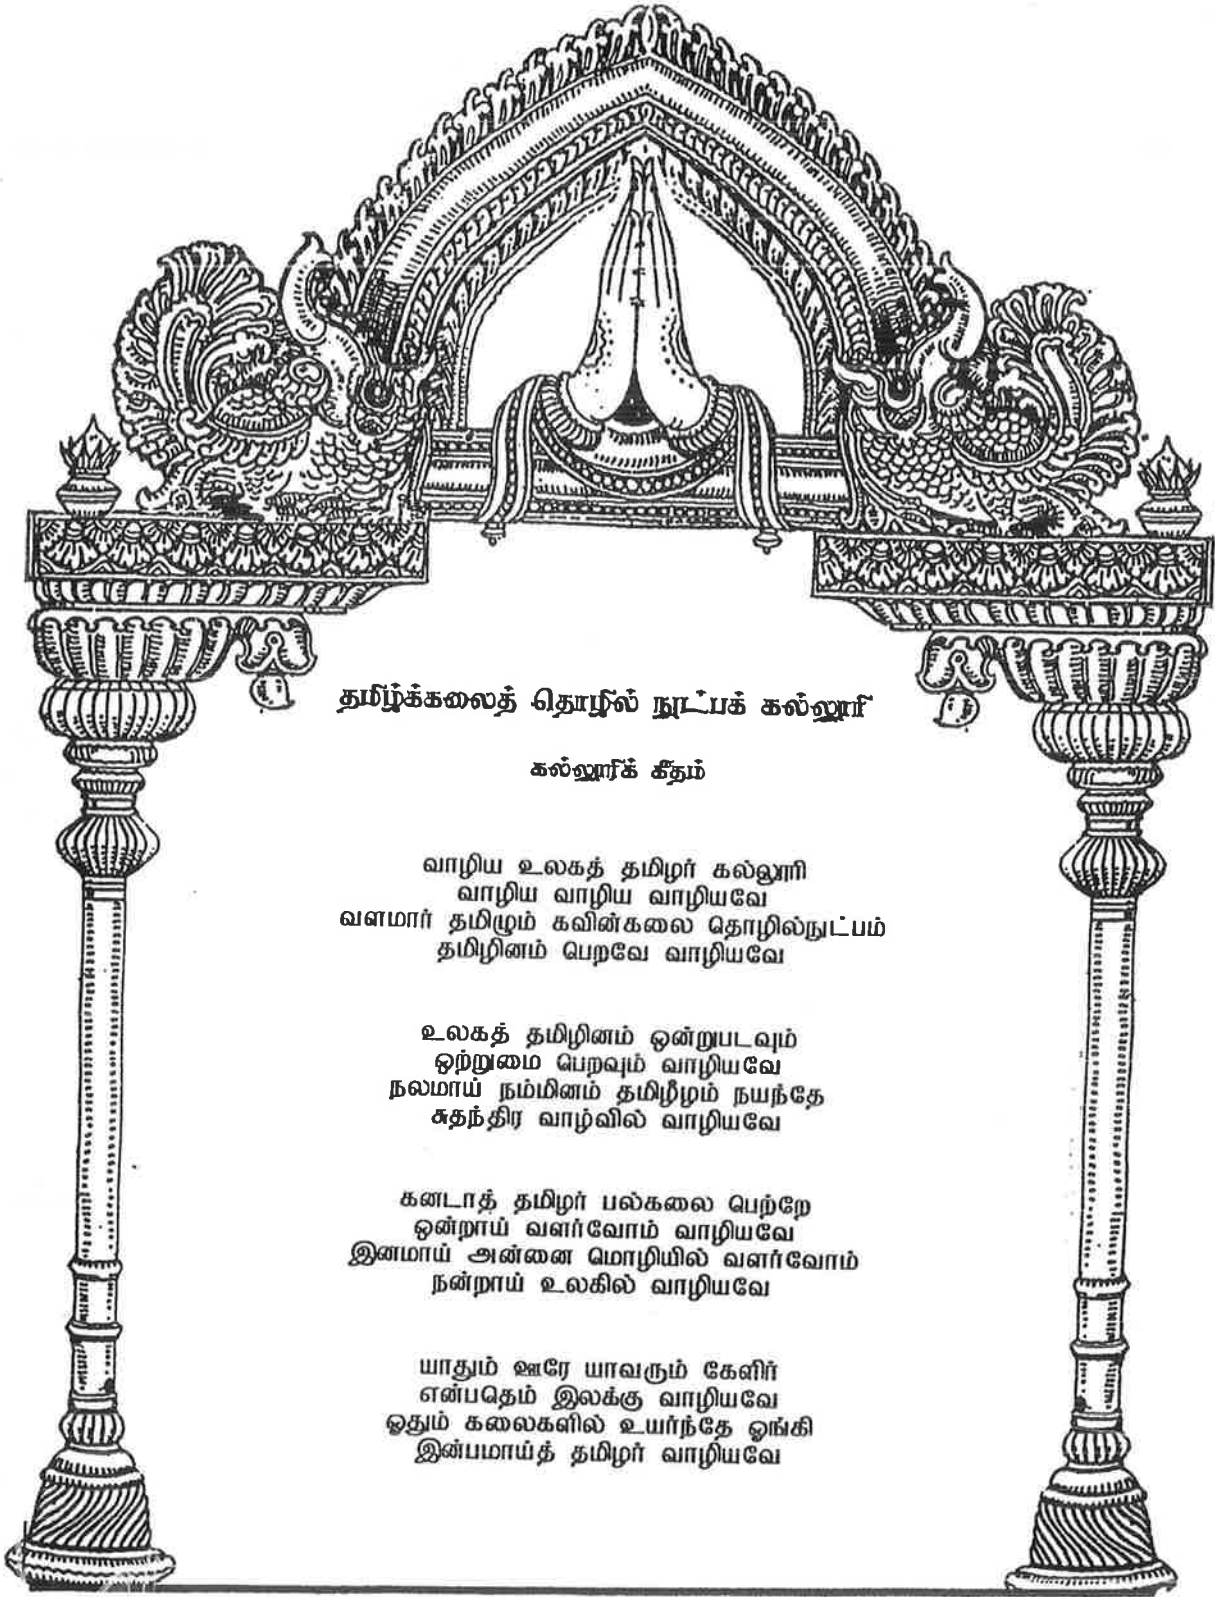 தமிழ்க்கலைத் தொழில் நுட்பக் கல்லூரி
கல்லூரிக் கீதம்
வாழிய உலகத் தமிழர் கல்லூரி
வாழிய வாழிய வாழியவே
வளமார் தமிழும் கவின்கலை தொழில்நுட்பம்
தமிழினம் பெறவே வாழியவே
உலகத் தமிழினம் ஒன்றுபடவும்
ஒற்றுமை பெறவும் வாழியவே
நலமாய் நம்மினம் தமிழீழம் நயந்தே
சுதந்திர வாழ்வில் வாழியவே
கனடாத் தமிழர் பல்கலை பெற்றே
ஒன்றாய் வளர்வோம் வாழியவே
இனமாய் அன்னை மொழியில் வளர்வோம்
நன்றாய் உலகில் வாழியவே
யாதும் ஊரே யாவரும் கேளிர்
என்பதெம் இலக்கு வாழியவே
ஓதும் கலைகளில் உயர்ந்தே ஓங்கி
இன்பமாய்த் தமிழர் வாழியவே